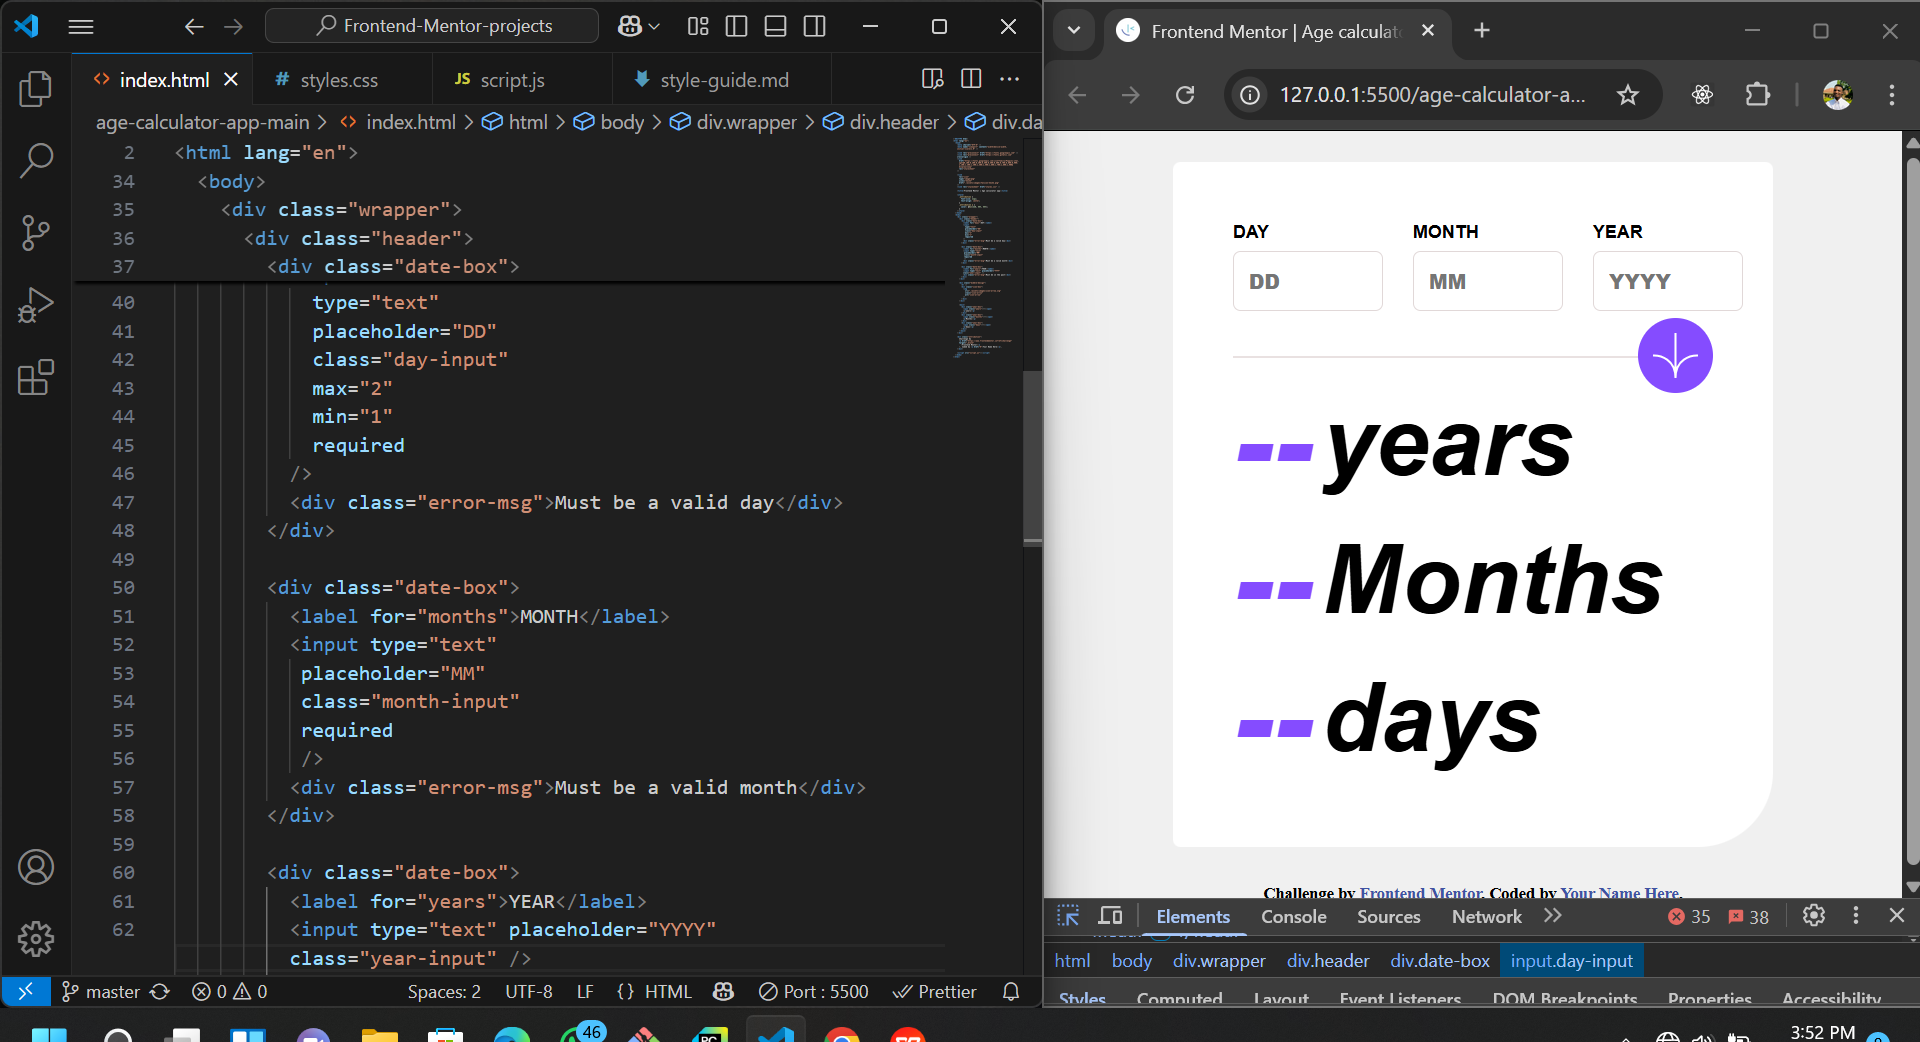 Frontend-Mentor-projects
index.html
# styles.css
JS script.js
style-guide.md
age-calculator-app-main > index.html > html > body > div.wrapper > div.header > div.da
2 <html lang="en">
34 <body>
35 <div class="wrapper">
36 <div class="header">
37 <div class="date-box">
40 type="text"
41 placeholder="DD"
42 class="day-input"
43 max="2"
44 min="1"
45 required
46 />
47 <div class="error-msg">Must be a valid day</div>
48 </div>
49
50 <div class="date-box">
51 <label for="months">MONTH</label>
52 <input type="text"
53 placeholder="MM"
54 class="month-input"
55 required
56 />
57 <div class="error-msg">Must be a valid month</div>
58 </div>
59
60 <div class="date-box">
61 <label for="years">YEAR</label>
62 <input type="text" placeholder="YYYY"
class="year-input" />
master 0 0 Spaces: 2 UTF-8 LF {} HTML Port : 5500 Prettier
Frontend Mentor | Age calculat
127.0.0.1:5500/age-calculator-a...
DAY MONTH YEAR
DD MM YYYY
--years
--Months
--days
Challenge by Frontend Mentor. Coded by Your Name Here.
Elements Console Sources Network 35 38
html body div.wrapper div.header div.date-box input.day-input
Styles Computed Layout Event Listeners DOM Breakpoints Properties Accessibility
46
PC
3:52 PM